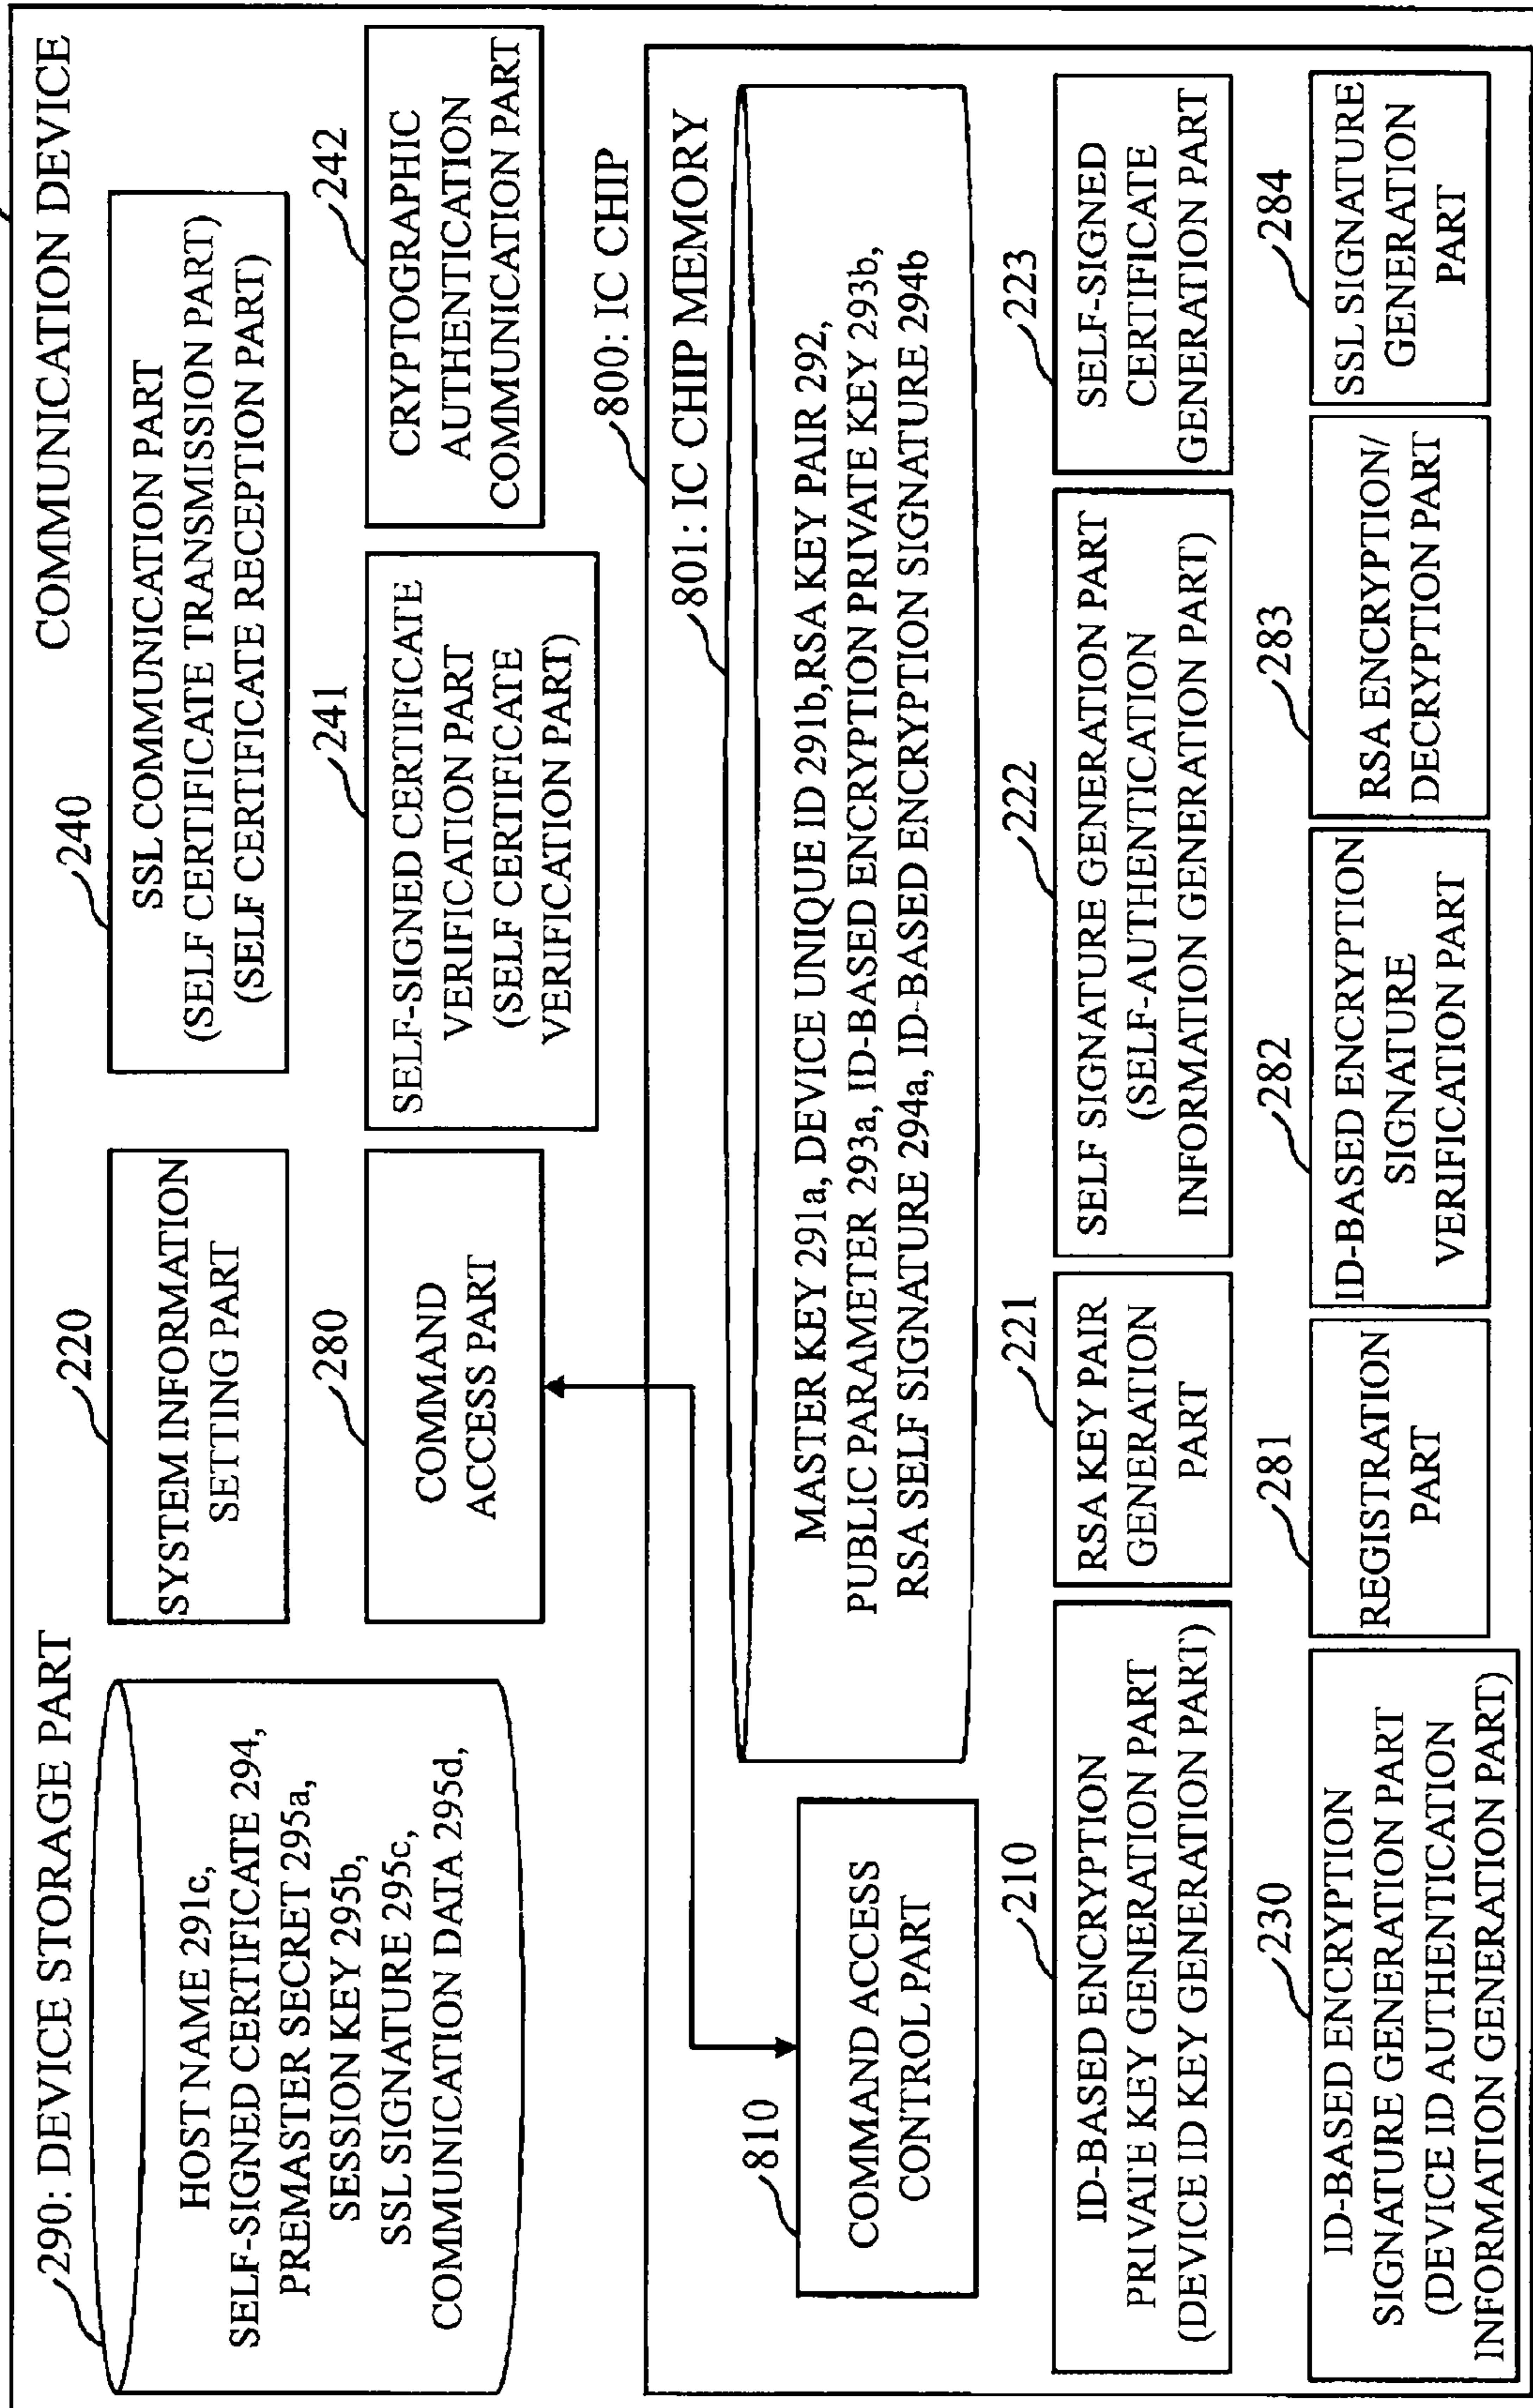 COMMUNICATION DEVICE
290: DEVICE STORAGE PART
HOST NAME 291c,
SELF-SIGNED CERTIFICATE 294,
PREMASTER SECRET 295a,
SESSION KEY 295b,
SSL SIGNATURE 295c,
COMMUNICATION DATA 295d,
220
SYSTEM INFORMATION
SETTING PART
240
SSL COMMUNICATION PART
(SELF CERTIFICATE TRANSMISSION PART)
(SELF CERTIFICATE RECEPTION PART)
280
COMMAND
ACCESS PART
241
SELF-SIGNED CERTIFICATE
VERIFICATION PART
(SELF CERTIFICATE
VERIFICATION PART)
242
CRYPTOGRAPHIC
AUTHENTICATION
COMMUNICATION PART
800: IC CHIP
810
COMMAND ACCESS
CONTROL PART
801: IC CHIP MEMORY
MASTER KEY 291a, DEVICE UNIQUE ID 291b,RSA KEY PAIR 292,
PUBLIC PARAMETER 293a, ID-BASED ENCRYPTION PRIVATE KEY 293b,
RSA SELF SIGNATURE 294a, ID-BASED ENCRYPTION SIGNATURE 294b
210
ID-BASED ENCRYPTION
PRIVATE KEY GENERATION PART
(DEVICE ID KEY GENERATION PART)
221
RSA KEY PAIR
GENERATION
PART
222
SELF SIGNATURE GENERATION PART
(SELF-AUTHENTICATION
INFORMATION GENERATION PART)
223
SELF-SIGNED
CERTIFICATE
GENERATION PART
230
ID-BASED ENCRYPTION
SIGNATURE GENERATION PART
(DEVICE ID AUTHENTICATION
INFORMATION GENERATION PART)
281
REGISTRATION
PART
282
ID-BASED ENCRYPTION
SIGNATURE
VERIFICATION PART
283
RSA ENCRYPTION/
DECRYPTION PART
284
SSL SIGNATURE
GENERATION
PART